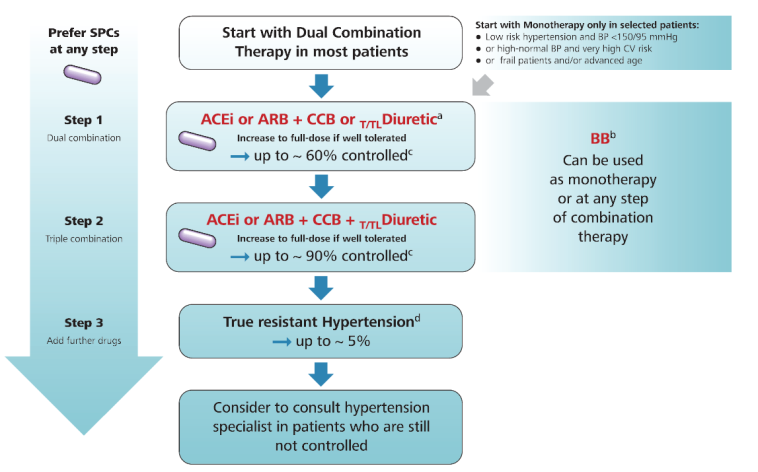 Prefer SPCs
at any step
Start with Dual Combination
Therapy in most patients
Start with Monotherapy only in selected patients:
● Low risk hypertension and BP <150/95 mmHg
● or high-normal BP and very high CV risk
● or frail patients and/or advanced age
Step 1
Dual combination
ACEi or ARB + CCB or T/TLDiureticᵃ
Increase to full-dose if well tolerated
→ up to ~ 60% controlledᶜ
BBᵇ
Can be used
as monotherapy
or at any step
of combination
therapy
Step 2
Triple combination
ACEi or ARB + CCB + T/TLDiuretic
Increase to full-dose if well tolerated
→ up to ~ 90% controlledᶜ
Step 3
Add further drugs
True resistant Hypertensionᵈ
→ up to ~ 5%
Consider to consult hypertension
specialist in patients who are still
not controlled